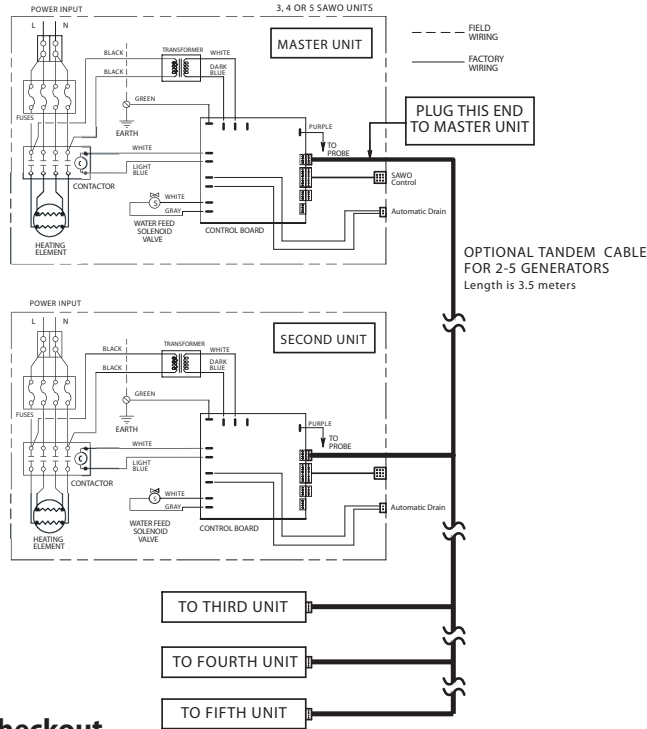 POWER INPUT
3, 4 OR 5 SAWO UNITS
L N
MASTER UNIT
FIELD
WIRING
FACTORY
WIRING
BLACK
TRANSFORMER
WHITE
BLACK
DARK
BLUE
GREEN
FUSES
EARTH
PURPLE
TO
PROBE
PLUG THIS END
TO MASTER UNIT
WHITE
C
LIGHT
BLUE
SAWO
Control
CONTACTOR
WHITE
S
GRAY
Automatic Drain
WATER FEED
SOLENOID
VALVE
CONTROL BOARD
HEATING
ELEMENT
OPTIONAL TANDEM CABLE
FOR 2-5 GENERATORS
Length is 3.5 meters
POWER INPUT
L N
SECOND UNIT
BLACK
TRANSFORMER
WHITE
BLACK
DARK
BLUE
GREEN
FUSES
EARTH
PURPLE
TO
PROBE
WHITE
C
LIGHT
BLUE
CONTACTOR
WHITE
S
GRAY
Automatic Drain
WATER FEED
SOLENOID
VALVE
CONTROL BOARD
HEATING
ELEMENT
TO THIRD UNIT
TO FOURTH UNIT
TO FIFTH UNIT
heckout